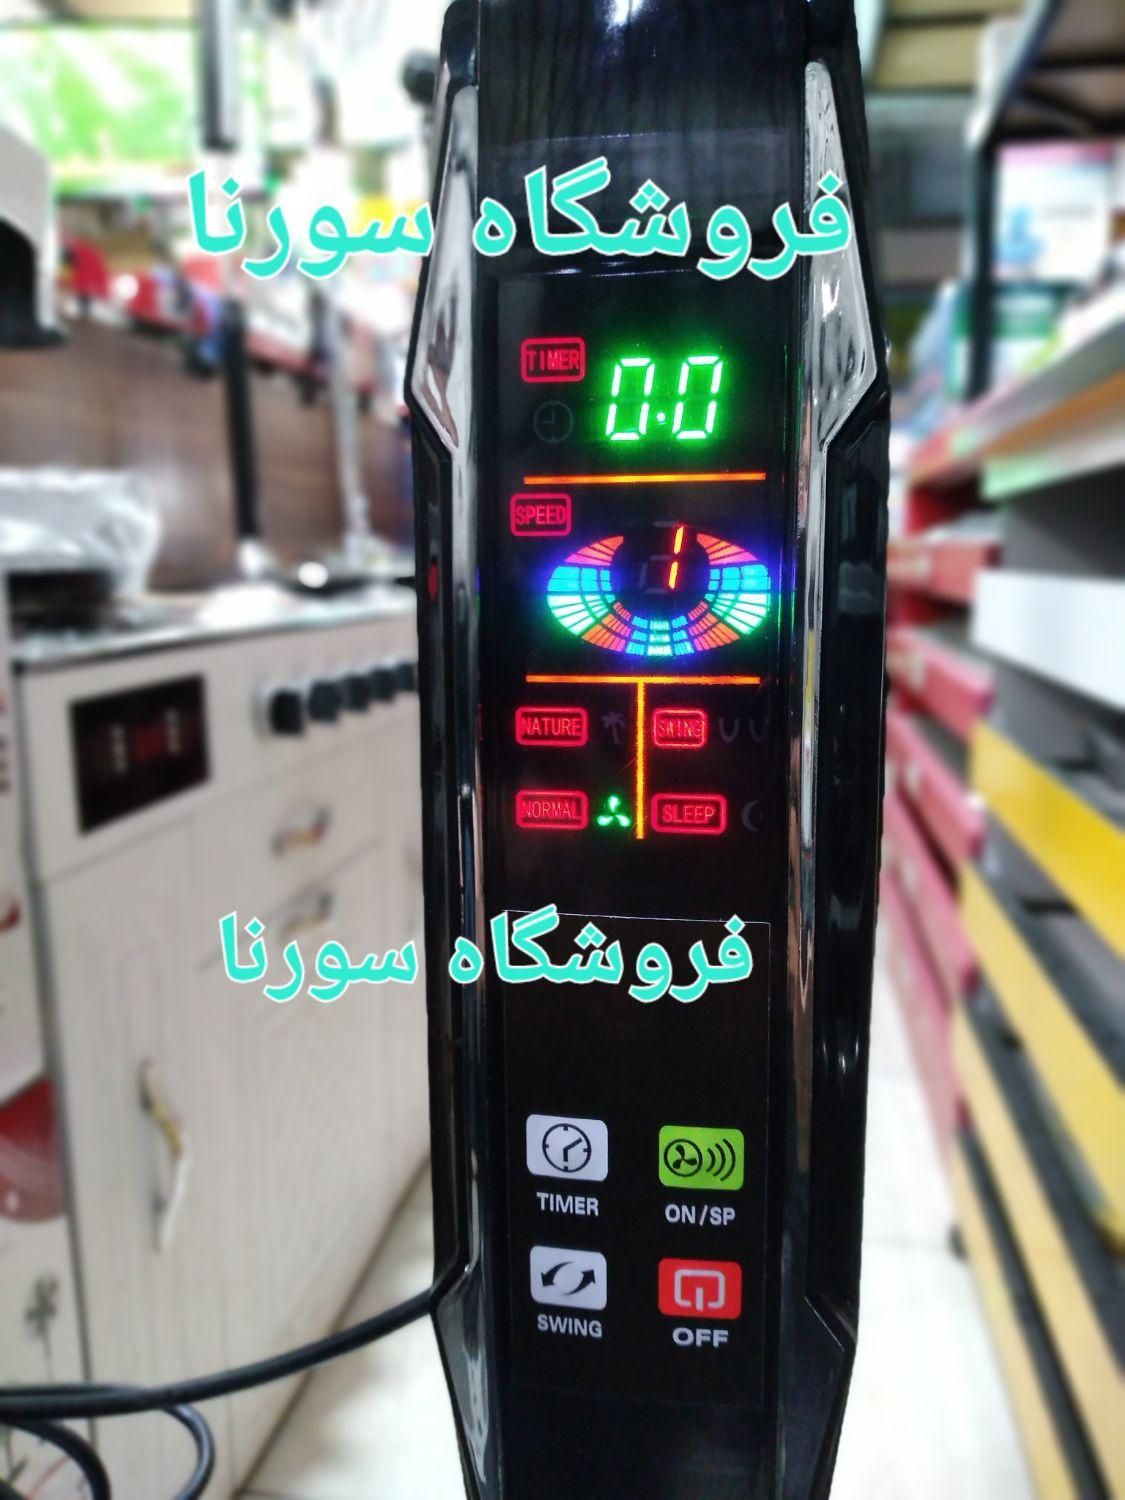 فروشگاه سورنا
TIMER 0.0
SPEED
1
NATURE SWING
NORMAL SLEEP
فروشگاه سورنا
TIMER ON/SP
SWING OFF